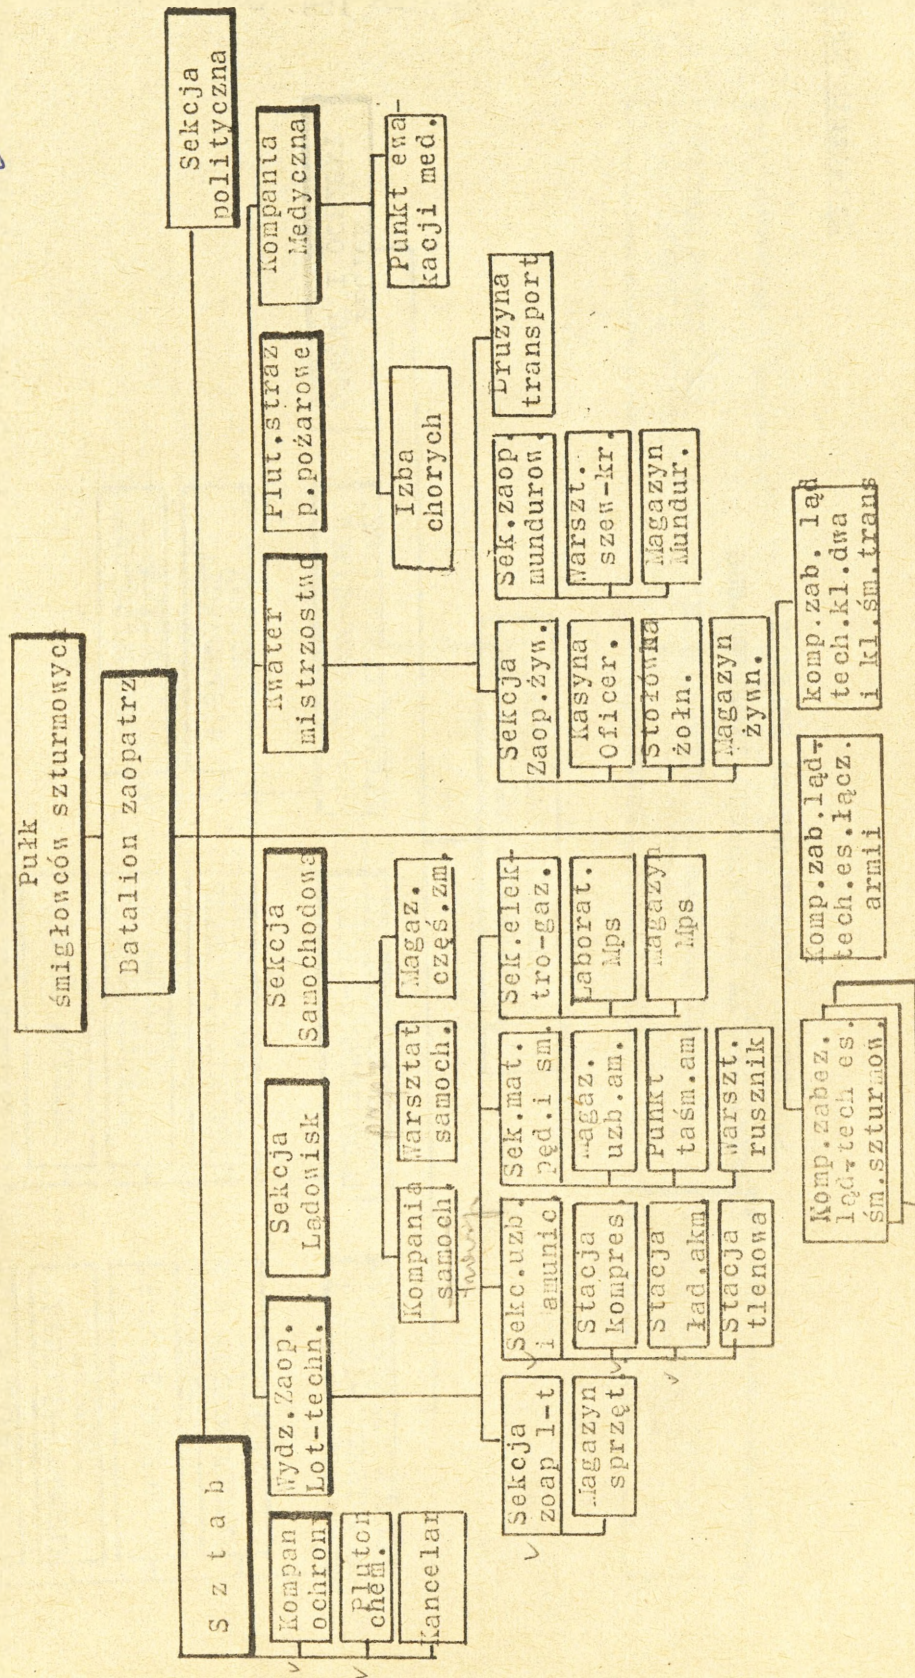 Pułk
śmigłowców szturmowych
Batalion zaopatrz
S z t a b
Sekcja
polityczna
Kompan
ochrony
Pluton
chem.
Kancelar
Wydz.Zaop.
Lot-techn.
Sekcja
Lądowisk
Sekcja
Samochodowa
Kwater
mistrzostwo
Plut.straz
p.pożarowe
Kompania
Medyczna
Kompania
samoch.
Warsztat
samoch.
Magaz.
częś.zm.
Izba
chorych
Punkt ewa-
kacji med.
Sekcja
zoap l-t
Magazyn
sprzęt
Sekc.uzb.
i amunic.
Stacja
kompres
Stacja
ład.akm.
Stacja
tlenowa
Sek.mat.
pęd.i sm.
Magaz.
uzb.am.
Punkt
taśm.am
Warszt.
rusznik
Sek.elek-
tro-gaz.
Laborat.
Mps
Magazyn
Mps
Sekcja
Zaop.żyw.
Kasyna
Oficer.
Stołówka
żołn.
Magazyn
żywn.
Sek.zaop.
mundurow.
Warszt.
szew-kr.
Magazyn
Mundur.
Drużyna
transport
Komp.zabez.
ląd-tech es.
śm.szturmow.
Komp.zab.ląd-
tech.es.łącz.
armii
komp.zab. ląd
tech.kl.dwa
i kl.śm.trans